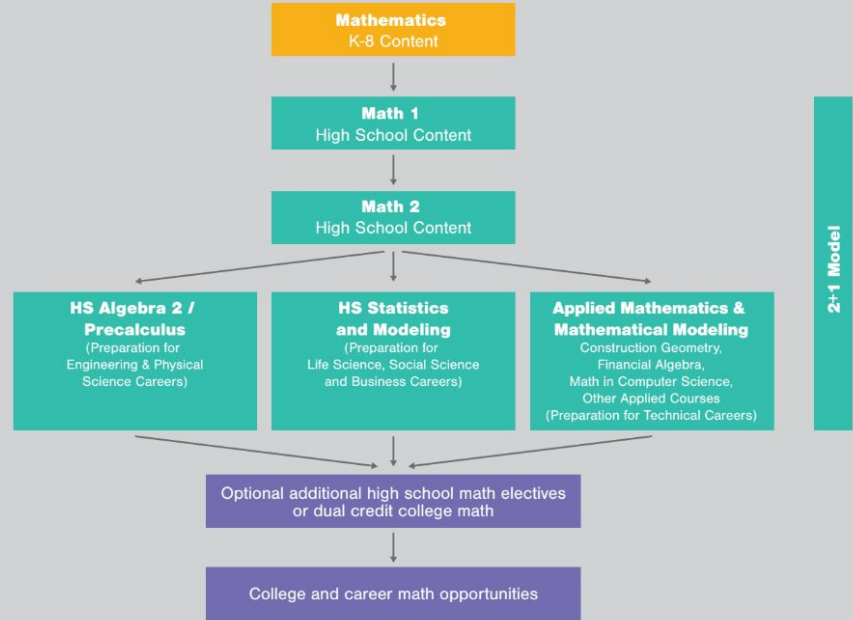 Mathematics
K-8 Content
Math 1
High School Content
Math 2
High School Content
HS Algebra 2 /
Precalculus
(Preparation for
Engineering & Physical
Science Careers)
HS Statistics
and Modeling
(Preparation for
Life Science, Social Science
and Business Careers)
Applied Mathematics &
Mathematical Modeling
Construction Geometry,
Financial Algebra,
Math in Computer Science,
Other Applied Courses
(Preparation for Technical Careers)
2+1 Model
Optional additional high school math electives
or dual credit college math
College and career math opportunities